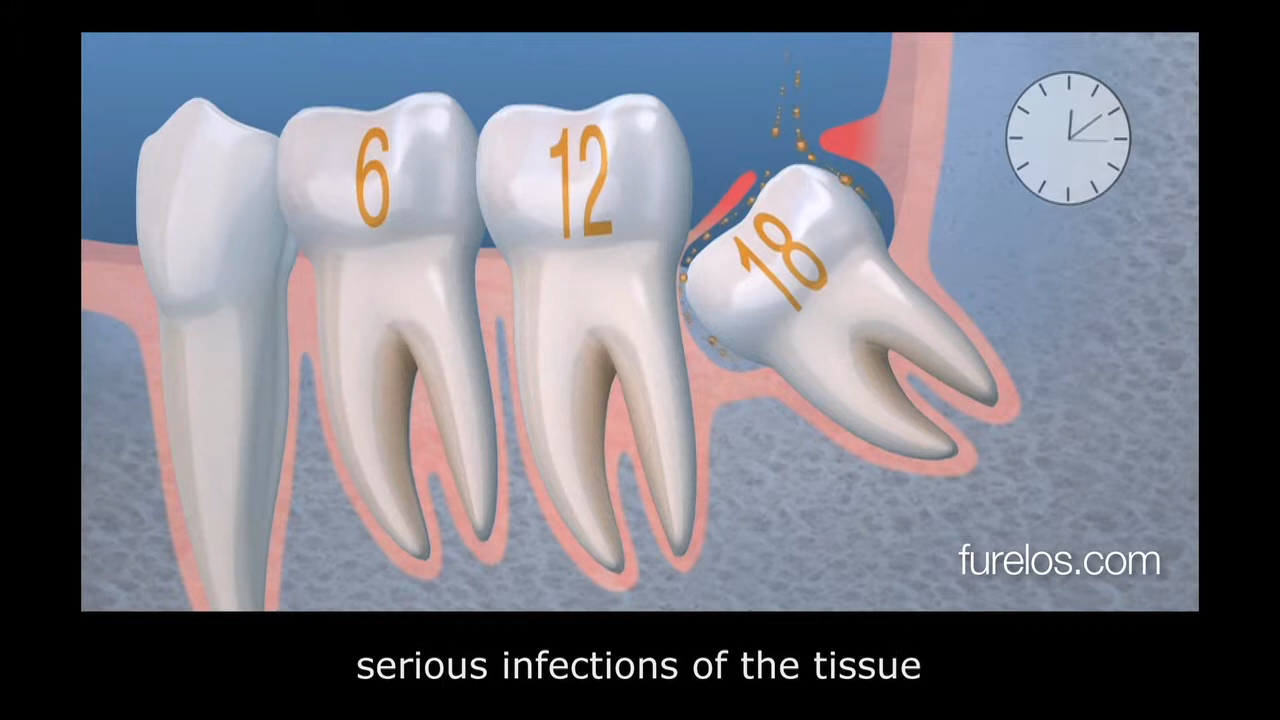 6
12
18
furelos.com
serious infections of the tissue